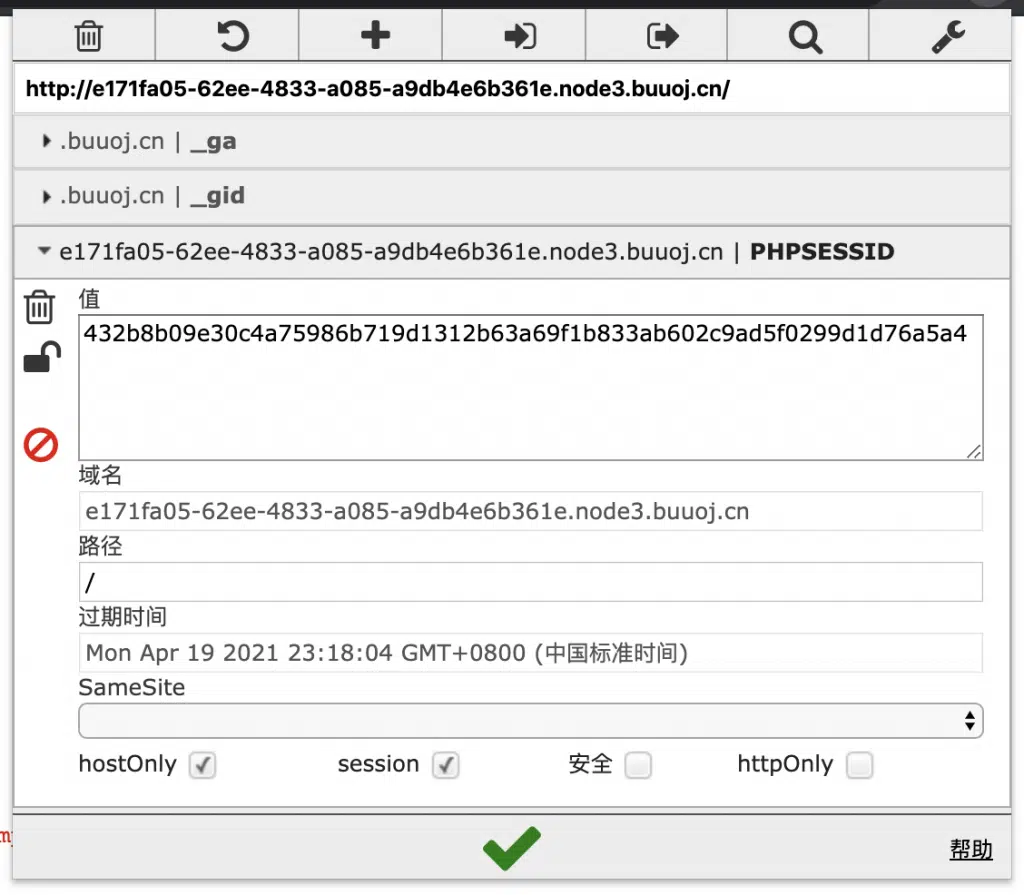 http://e171fa05-62ee-4833-a085-a9db4e6b361e.node3.buuoj.cn/
.buuoj.cn | _ga
.buuoj.cn | _gid
e171fa05-62ee-4833-a085-a9db4e6b361e.node3.buuoj.cn | PHPSESSID
值
432b8b09e30c4a75986b719d1312b63a69f1b833ab602c9ad5f0299d1d76a5a4
域名
e171fa05-62ee-4833-a085-a9db4e6b361e.node3.buuoj.cn
路径
/
过期时间
Mon Apr 19 2021 23:18:04 GMT+0800 (中国标准时间)
SameSite
hostOnly session 安全 httpOnly
帮助